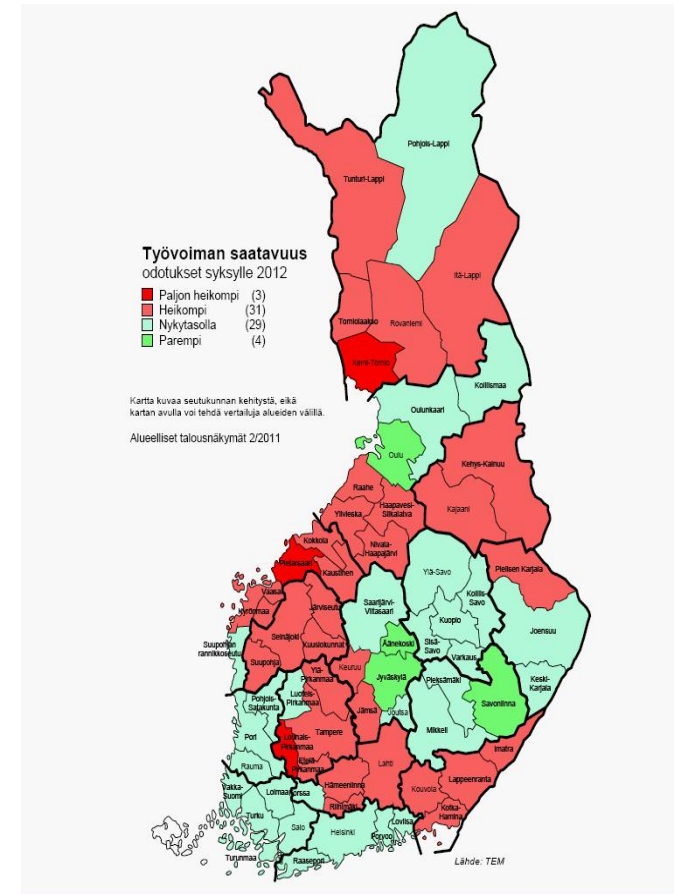 Pohjois-Lappi
Tunturi-Lappi
Itä-Lappi
Työvoiman saatavuus
odotukset syksylle 2012
Paljon heikompi (3)
Heikompi (31)
Nykytasolla (29)
Parempi (4)
Torniolaakso
Rovaniemi
Kemi-Tornio
Koillismaa
Kartta kuvaa seutukunnan kehitystä, eikä
kartan avulla voi tehdä vertailuja alueiden välillä.
Oulunkaari
Alueelliset talousnäkymät 2/2011
Oulu
Kehys-Kainuu
Raahe
Haapavesi-
Siikalatva
Kajaani
Ylivieska
Kokkola
Nivala-
Haapajärvi
Pietarsaari
Kaustinen
Ylä-Savo
Pielisen Karjala
Vaasa
Kyrönmaa
Järviseutu
Saarijärvi-
Viitasaari
Koillis-
Savo
Kuopio
Joensuu
Seinäjoki
Kuusiokunnat
Äänekoski
Sisä-
Savo
Suupohjan
rannikkoseutu
Suupohja
Keuruu
Varkaus
Ylä-
Pirkanmaa
Jyväskylä
Pieksämäki
Keski-
Karjala
Pohjois-
Satakunta
Luoteis-
Pirkanmaa
Savonlinna
Jämsä
Joutsa
Pori
Lounais-
Pirkanmaa
Tampere
Mikkeli
Imatra
Rauma
Etelä-
Pirkanmaa
Lahti
Lappeenranta
Vakka-
Suomi
Loimaa
Forssa
Hämeenlinna
Kouvola
Riihimäki
Kotka-
Hamina
Turku
Salo
Helsinki
Loviisa
Porvoo
Turunmaa
Raasepori
Lähde: TEM